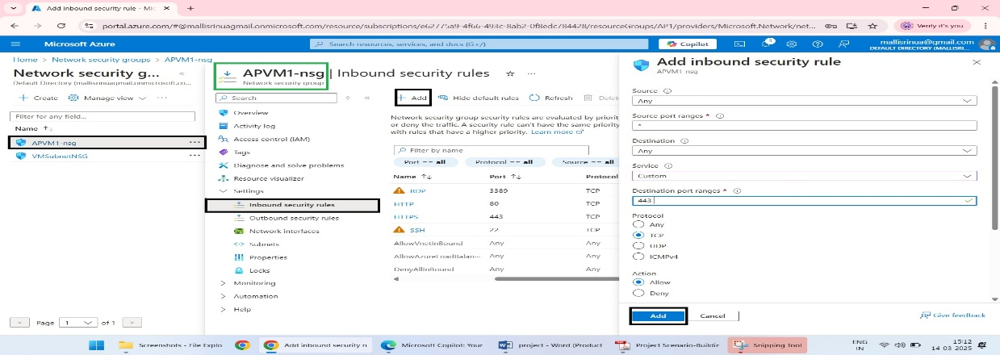 Add inbound security rule - Mic
portal.azure.com/#@mallisrinuagmail.onmicrosoft.com/resource/subscriptions/e62775a9-4f66-493c-8ab2-0f8edc784428/resourceGroups/AP1/providers/Microsoft.Network/net...
Verify it's you
Microsoft Azure
Search resources, services, and docs (G+/)
Copilot
3
mallisrinua@gmail.com
DEFAULT DIRECTORY (MALLISRI...
Home > Network security groups > APVM1-nsg
Network security g...
Default Directory (mallisrinuagmail.onmicrosoft.co...
Create
Manage view
Filter for any field...
Name
APVM1-nsg
VMSubnetNSG
Page 1 of 1
APVM1-nsg | Inbound security rules
Network security group
Search
Overview
Activity log
Access control (IAM)
Tags
Diagnose and solve problems
Resource visualizer
Settings
Inbound security rules
Outbound security rules
Network interfaces
Subnets
Properties
Locks
Monitoring
Automation
Help
Add
Hide default rules
Refresh
Delet
Network security group security rules are evaluated by priorit
or deny the traffic. A security rule can't have the same priority
with rules that have a higher priority. Learn more
Filter by name
Port == all
Protocol == all
Source == all
Name Port Protocol
RDP 3389 TCP
HTTP 80 TCP
HTTPS 443 TCP
SSH 22 TCP
AllowVnetInBound Any Any
AllowAzureLoadBalan... Any Any
DenyAllInBound Any Any
Add inbound security rule
APVM1-nsg
Source
Any
Source port ranges *
*
Destination
Any
Service
Custom
Destination port ranges *
443
Protocol
Any
TCP
UDP
ICMPv4
Action
Allow
Deny
Add
Cancel
Give feedback
Screenshots - File Explo
Add inbound security n
Microsoft Copilot: Your
project - Word (Product
Project Scenario-Buildin
Snipping Tool
ENG
IN
15:12
14-03-2025